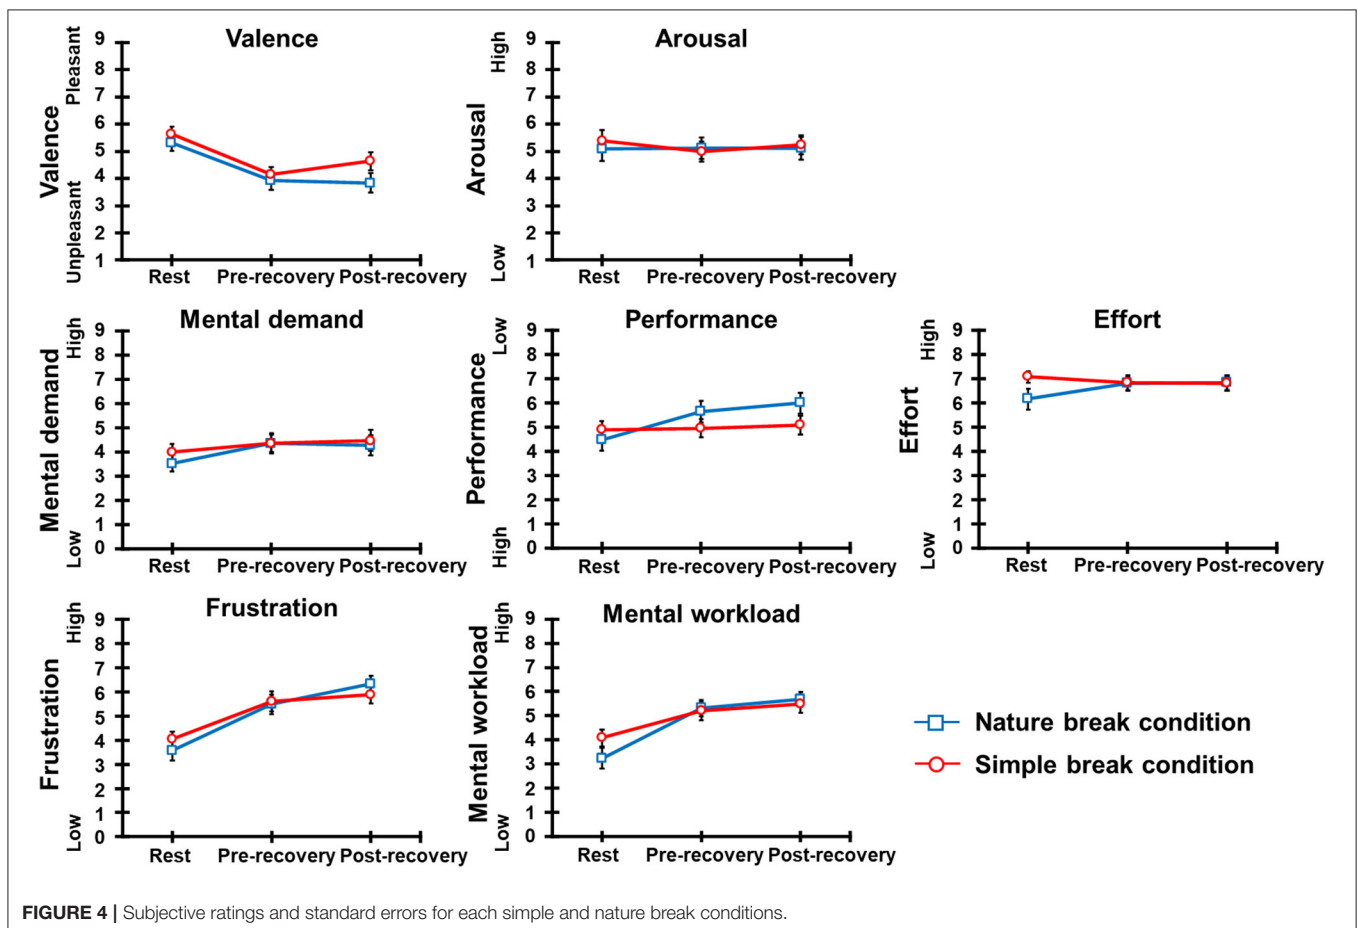 Valence
Valence
Pleasant
Unpleasant
9
8
7
6
5
4
3
2
1
Rest Pre-recovery Post-recovery
Arousal
Arousal
High
Low
9
8
7
6
5
4
3
2
1
Rest Pre-recovery Post-recovery
Mental demand
Mental demand
High
Low
9
8
7
6
5
4
3
2
1
0
Rest Pre-recovery Post-recovery
Performance
Performance
Low
High
9
8
7
6
5
4
3
2
1
0
Rest Pre-recovery Post-recovery
Effort
Effort
High
Low
9
8
7
6
5
4
3
2
1
0
Rest Pre-recovery Post-recovery
Frustration
Frustration
High
Low
9
8
7
6
5
4
3
2
1
0
Rest Pre-recovery Post-recovery
Mental workload
Mental workload
High
Low
9
8
7
6
5
4
3
2
1
0
Rest Pre-recovery Post-recovery
Nature break condition
Simple break condition
FIGURE 4 | Subjective ratings and standard errors for each simple and nature break conditions.